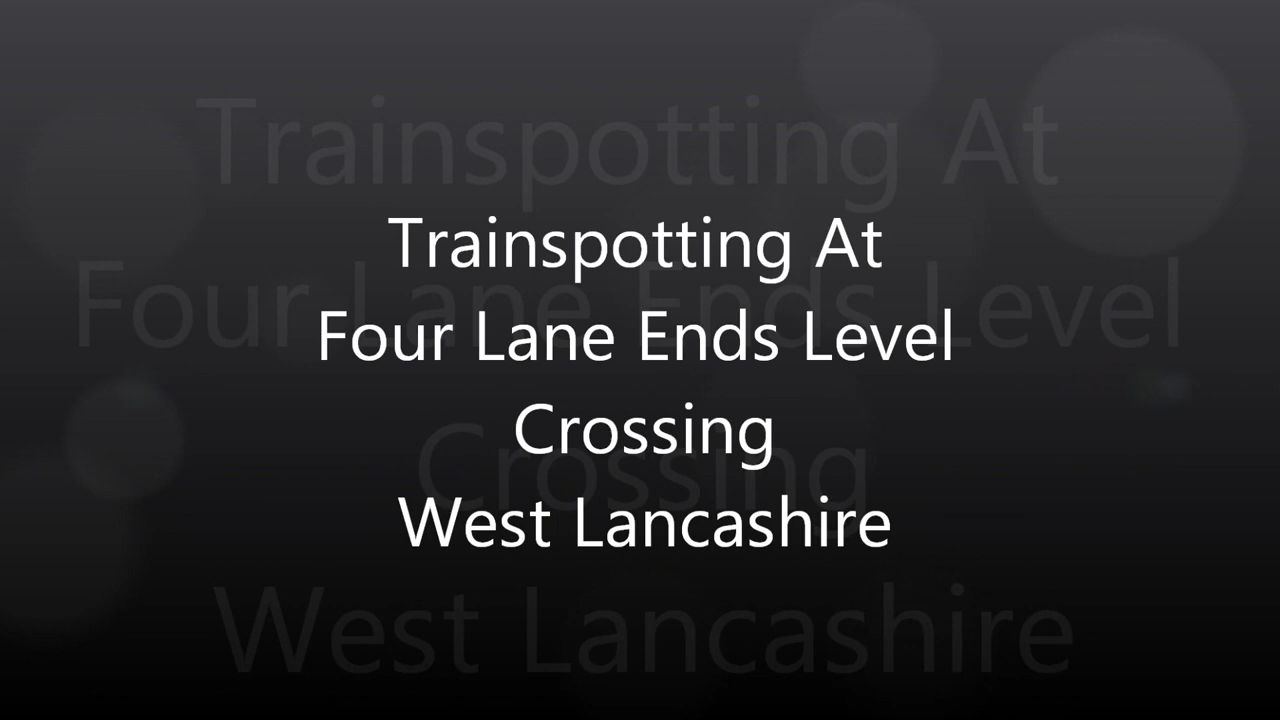 Trainspotting At
Four Lane Ends Level
Crossing
West Lancashire